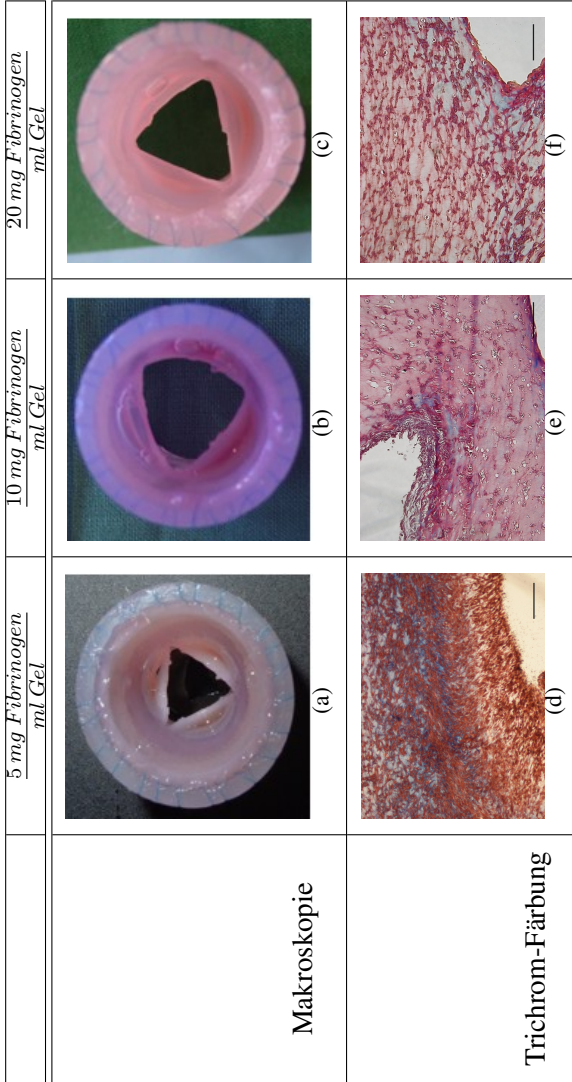 5 mg Fibrinogen
ml Gel
10 mg Fibrinogen
ml Gel
20 mg Fibrinogen
ml Gel
Makroskopie
(a)
(b)
(c)
Trichrom-Färbung
(d)
(e)
(f)